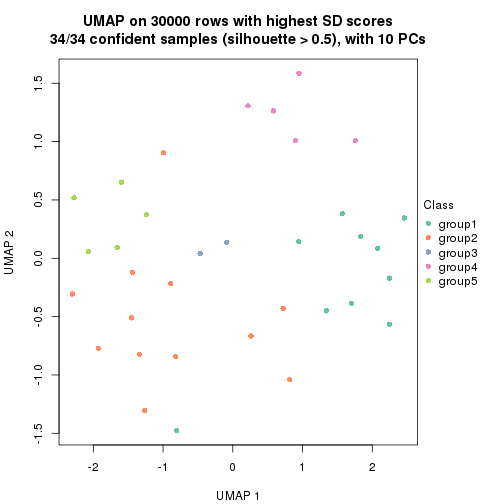 UMAP on 30000 rows with highest SD scores
34/34 confident samples (silhouette > 0.5), with 10 PCs
UMAP 2
1.5
1.0
0.5
0.0
-0.5
-1.0
-1.5
-2
-1
0
1
2
UMAP 1
Class
group1
group2
group3
group4
group5